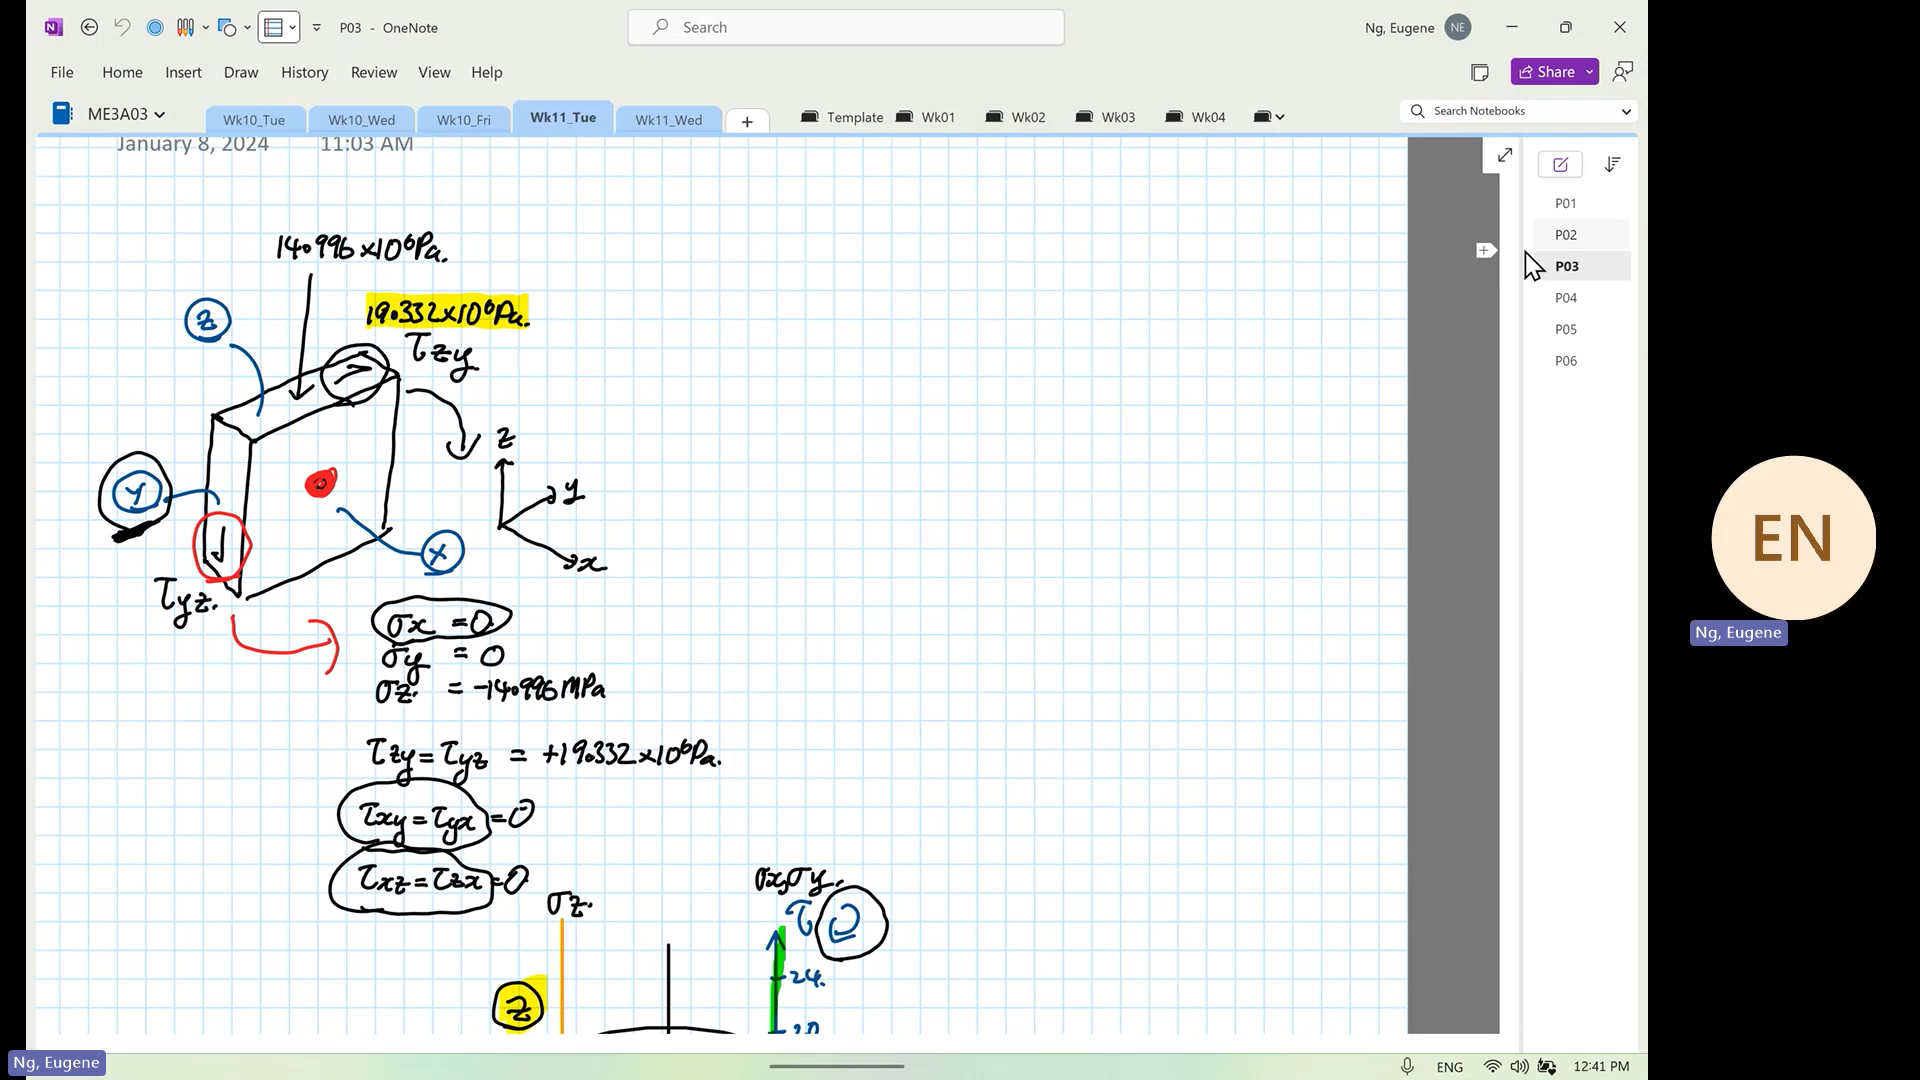 P03 - OneNote
Search
Ng, Eugene
NE
File Home Insert Draw History Review View Help
Share
ME3A03
Wk10_Tue Wk10_Wed Wk10_Fri Wk11_Tue Wk11_Wed
Template Wk01 Wk02 Wk03 Wk04
Search Notebooks
January 8, 2024 11:03 AM
14.996×10⁶Pa.
19.332×10⁶Pa.
τzy
z
y
x
Z
Y
X
τyz.
σx = 0
σy = 0
σz. = -14.996MPa
τzy = τyz = +19.332×10⁶Pa.
τxy = τyx = 0
τxz = τzx = 0
σz.
σx,σy.
τ
24.
20
Z
P01
P02
P03
P04
P05
P06
EN
Ng, Eugene
Ng, Eugene
ENG
12:41 PM